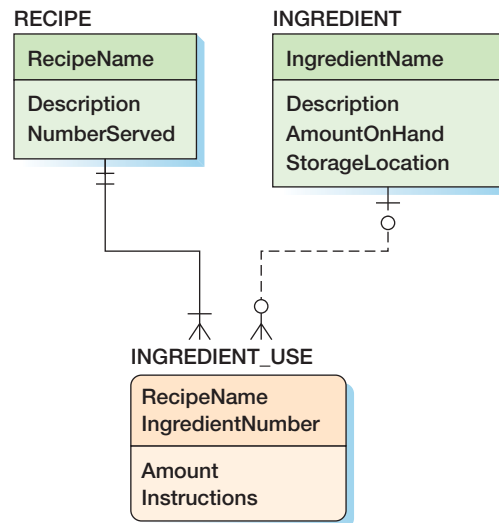 RECIPE
RecipeName
Description
NumberServed
INGREDIENT
IngredientName
Description
AmountOnHand
StorageLocation
INGREDIENT_USE
RecipeName
IngredientNumber
Amount
Instructions